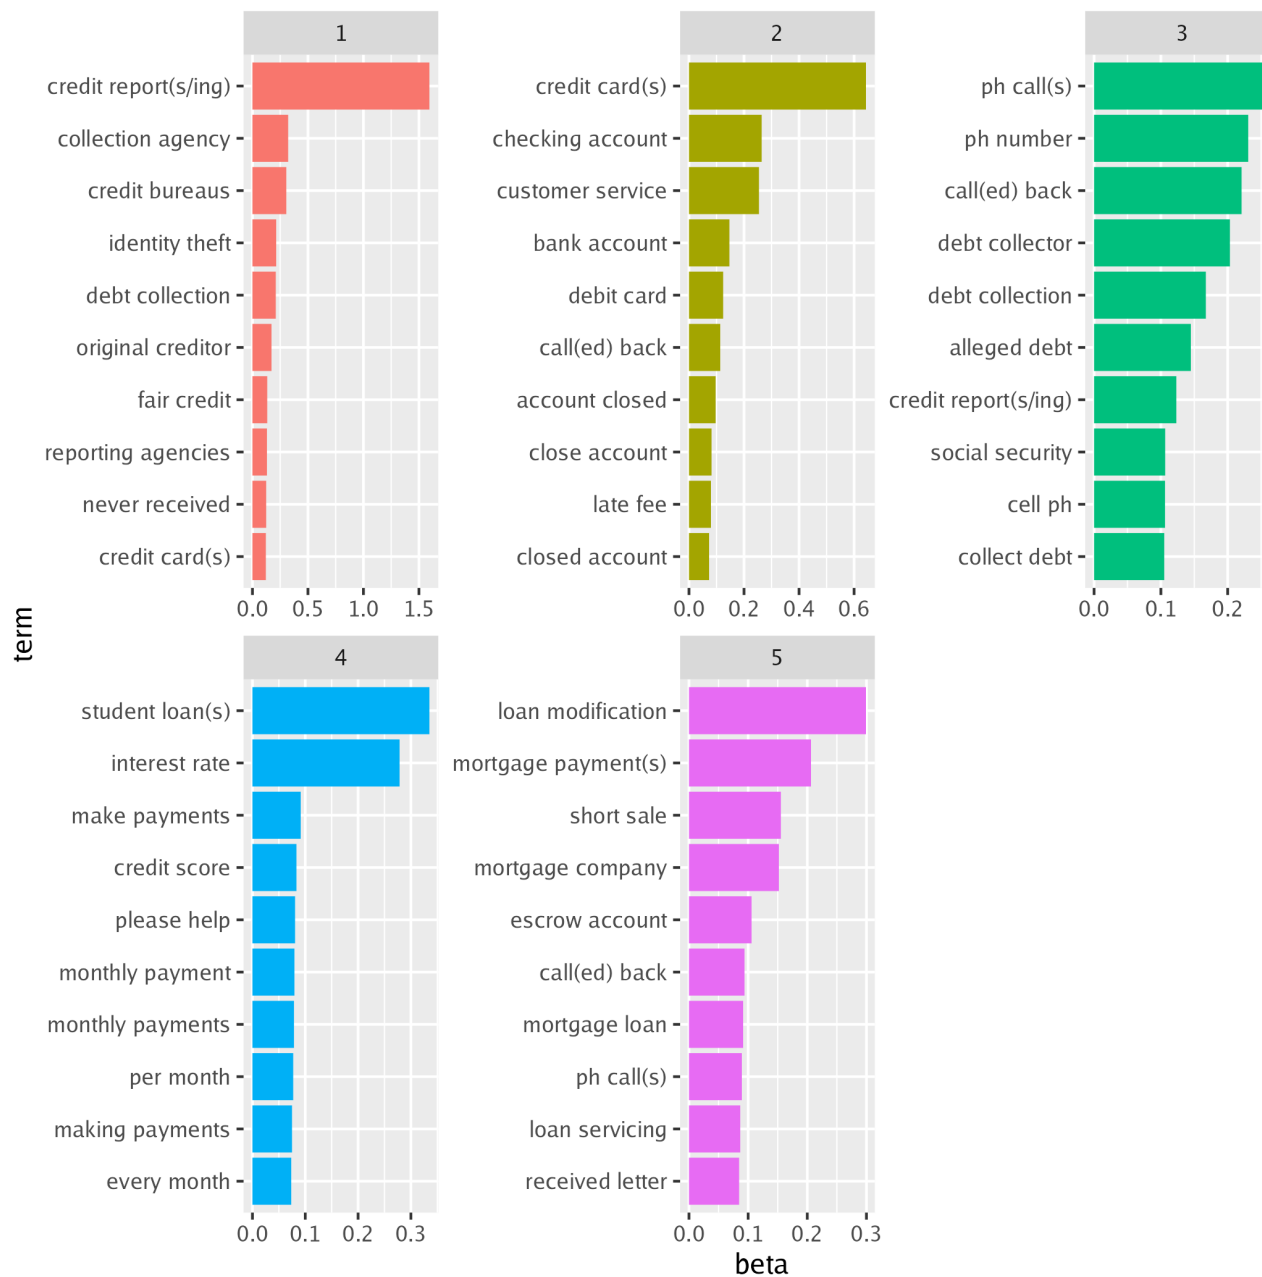 1
credit report(s/ing)
collection agency
credit bureaus
identity theft
debt collection
original creditor
fair credit
reporting agencies
never received
credit card(s)
0.0 0.5 1.0 1.5
2
credit card(s)
checking account
customer service
bank account
debit card
call(ed) back
account closed
close account
late fee
closed account
0.0 0.2 0.4 0.6
3
ph call(s)
ph number
call(ed) back
debt collector
debt collection
alleged debt
credit report(s/ing)
social security
cell ph
collect debt
0.0 0.1 0.2
term
4
student loan(s)
interest rate
make payments
credit score
please help
monthly payment
monthly payments
per month
making payments
every month
0.0 0.1 0.2 0.3
5
loan modification
mortgage payment(s)
short sale
mortgage company
escrow account
call(ed) back
mortgage loan
ph call(s)
loan servicing
received letter
0.0 0.1 0.2 0.3
beta